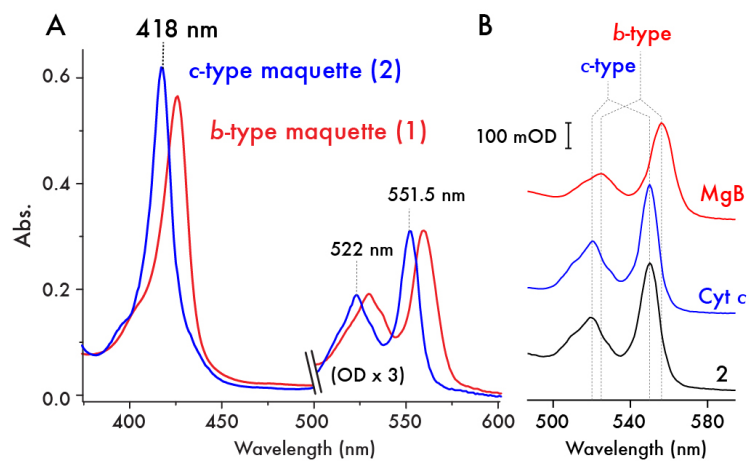 A
B
418 nm
c-type maquette (2)
b-type maquette (1)
551.5 nm
522 nm
(OD x 3)
Abs.
0.6
0.4
0.2
0.0
400
450
500
550
600
Wavelength (nm)
b-type
c-type
100 mOD
MgB
Cyt c
2
500
540
580
Wavelength (nm)